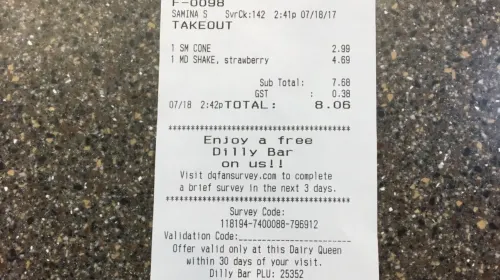 F-0098
SAMINA S SvrCk:142 2:41p 07/18/17
TAKEOUT
1 SM CONE 2.99
1 MD SHAKE, strawberry 4.69
Sub Total: 7.68
GST : 0.38
07/18 2:42pTOTAL: 8.06
************************************
Enjoy a free
Dilly Bar
on us!!
Visit dqfansurvey.com to complete
a brief survey in the next 3 days.
************************************
Survey Code:
118194-7400088-796912
Validation Code:____________________
Offer valid only at this Dairy Queen
within 30 days of your visit.
Dilly Bar PLU: 25352